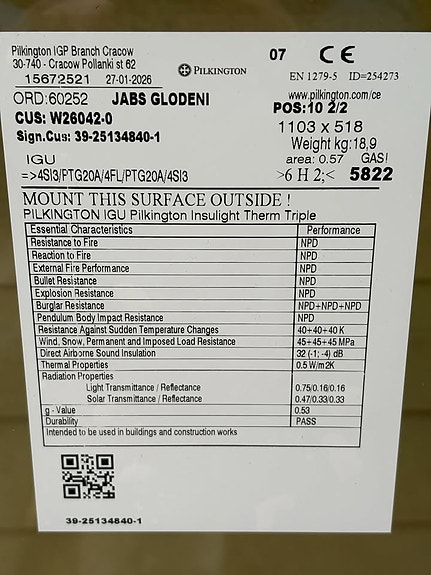 Pilkington IGP Branch Cracow
30-740 - Cracow Pollanki st 62
15672521 27-01-2026
PILKINGTON
07 CE
EN 1279-5 ID=254273
www.pilkington.com/ce
ORD:60252 JABS GLODENI
POS:10 2/2
CUS: W26042-0
1103 x 518
Sign.Cus: 39-25134840-1
Weight kg:18,9
IGU
area: 0.57 GAS!
=>4SI3/PTG20A/4FL/PTG20A/4SI3
>6 H 2;< 5822
MOUNT THIS SURFACE OUTSIDE !
PILKINGTON IGU Pilkington Insulight Therm Triple
Essential Characteristics Performance
Resistance to Fire NPD
Reaction to Fire NPD
External Fire Performance NPD
Bullet Resistance NPD
Explosion Resistance NPD
Burglar Resistance NPD+NPD+NPD
Pendulum Body Impact Resistance NPD
Resistance Against Sudden Temperature Changes 40+40+40 K
Wind, Snow, Permanent and Imposed Load Resistance 45+45+45 MPa
Direct Airborne Sound Insulation 32 (-1; -4) dB
Thermal Properties 0.5 W/m2K
Radiation Properties
Light Transmittance / Reflectance 0.75/0.16/0.16
Solar Transmittance / Reflectance 0.47/0.33/0.33
g - Value 0.53
Durability PASS
Intended to be used in buildings and construction works
39-25134840-1